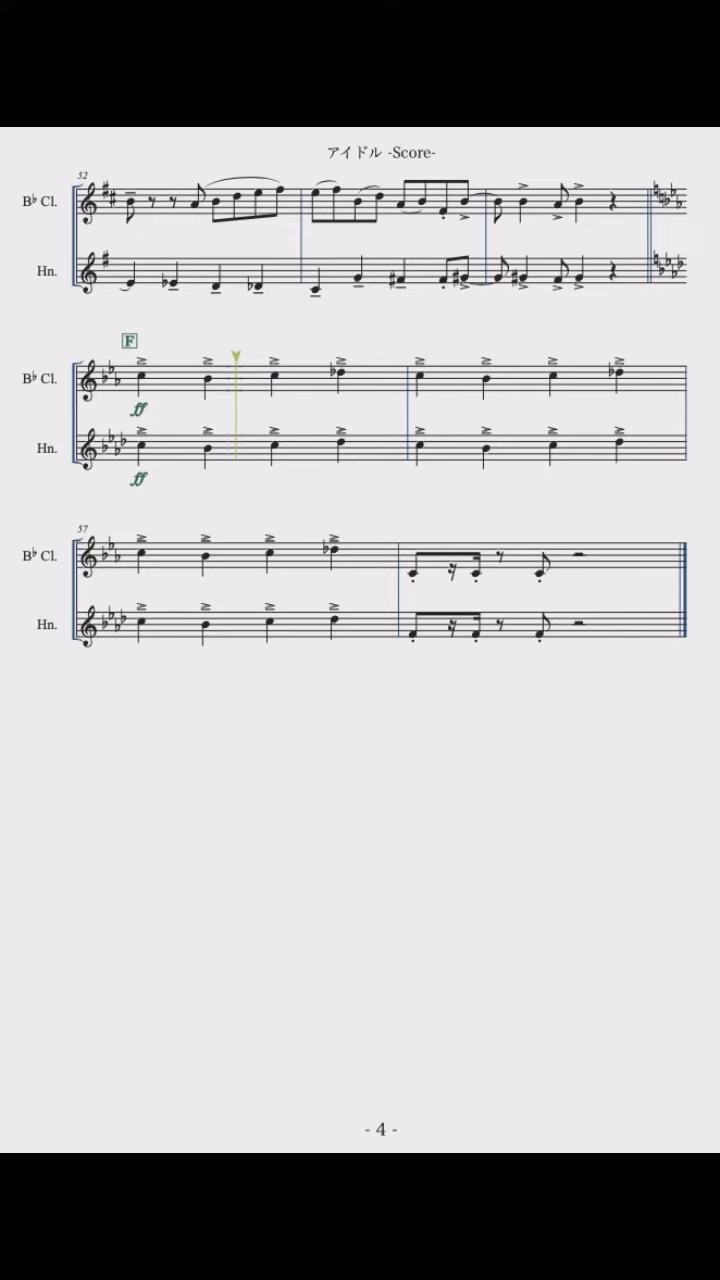 アイドル -Score-
52
B♭ Cl.
Hn.
F
B♭ Cl.
ff
Hn.
ff
57
B♭ Cl.
Hn.
- 4 -